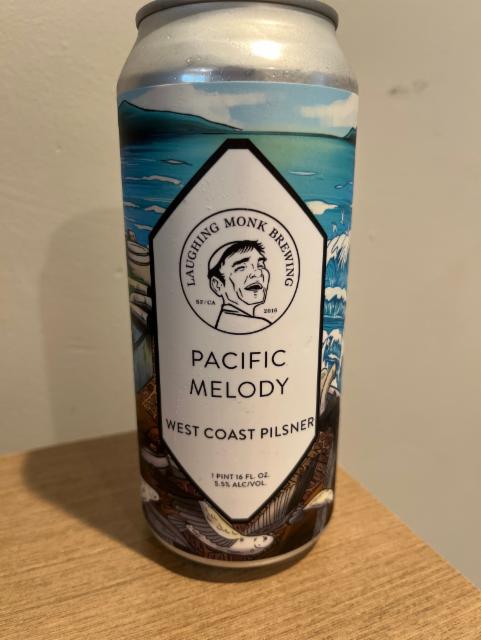 LAUGHING MONK BREWING
SF/CA 2016
PACIFIC
MELODY
WEST COAST PILSNER
1 PINT 16 FL. OZ.
5.5% ALC/VOL.